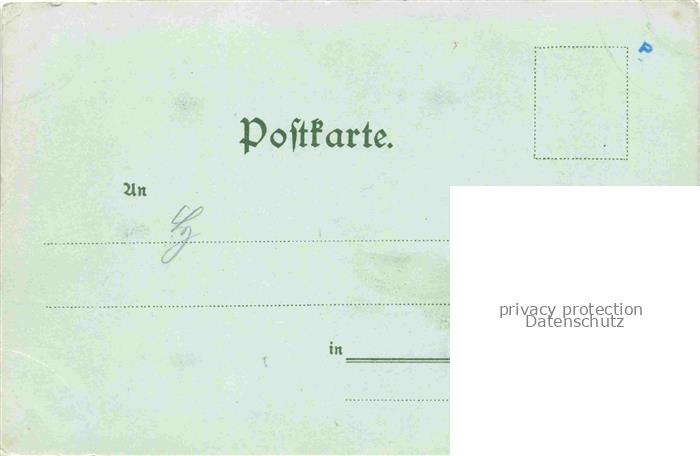 P
Postkarte.
An
privacy protection
Datenschutz
in